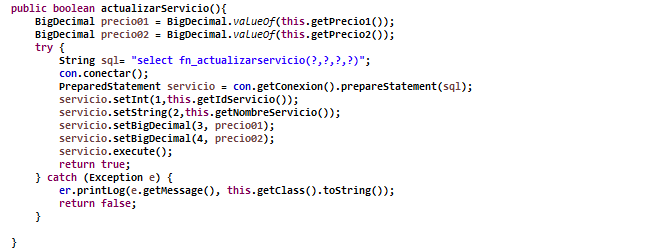 public boolean actualizarServicio(){
BigDecimal precio01 = BigDecimal.valueOf(this.getPrecio1());
BigDecimal precio02 = BigDecimal.valueOf(this.getPrecio2());
try {
String sql= "select fn_actualizarservicio(?,?,?,?)";
con.conectar();
PreparedStatement servicio = con.getConexion().prepareStatement(sql);
servicio.setInt(1,this.getIdServicio());
servicio.setString(2,this.getNombreServicio());
servicio.setBigDecimal(3, precio01);
servicio.setBigDecimal(4, precio02);
servicio.execute();
return true;
} catch (Exception e) {
er.printLog(e.getMessage(), this.getClass().toString());
return false;
}
}